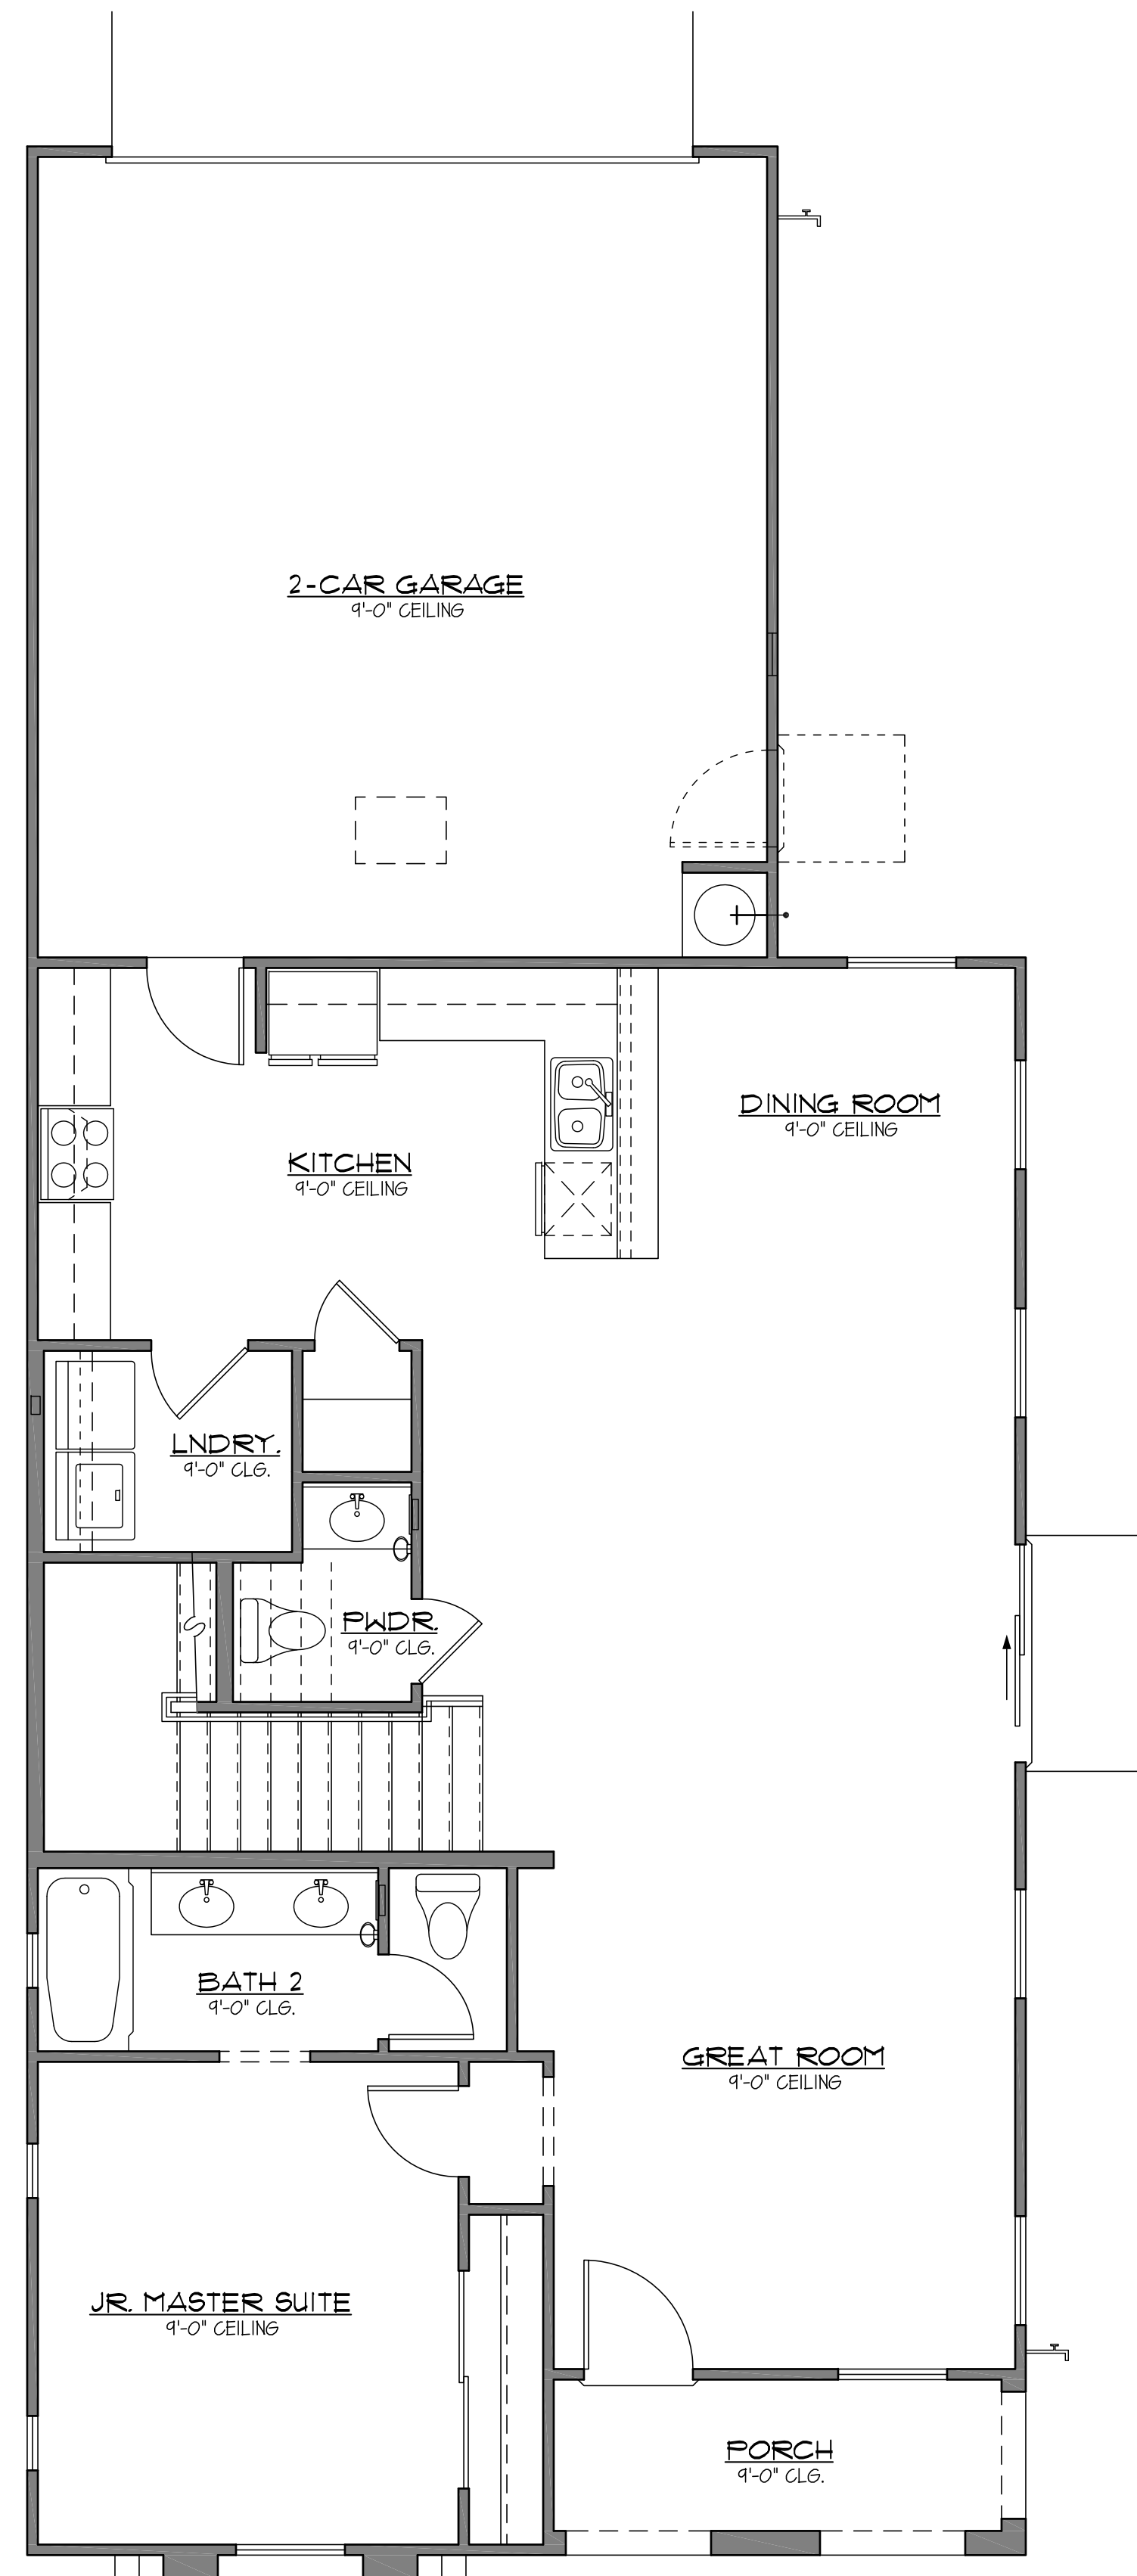 2-CAR GARAGE
9'-0" CEILING
DINING ROOM
9'-0" CEILING
KITCHEN
9'-0" CEILING
LNDRY.
9'-0" CLG.
PWDR.
9'-0" CLG.
BATH 2
9'-0" CLG.
GREAT ROOM
9'-0" CEILING
JR. MASTER SUITE
9'-0" CEILING
PORCH
9'-0" CLG.